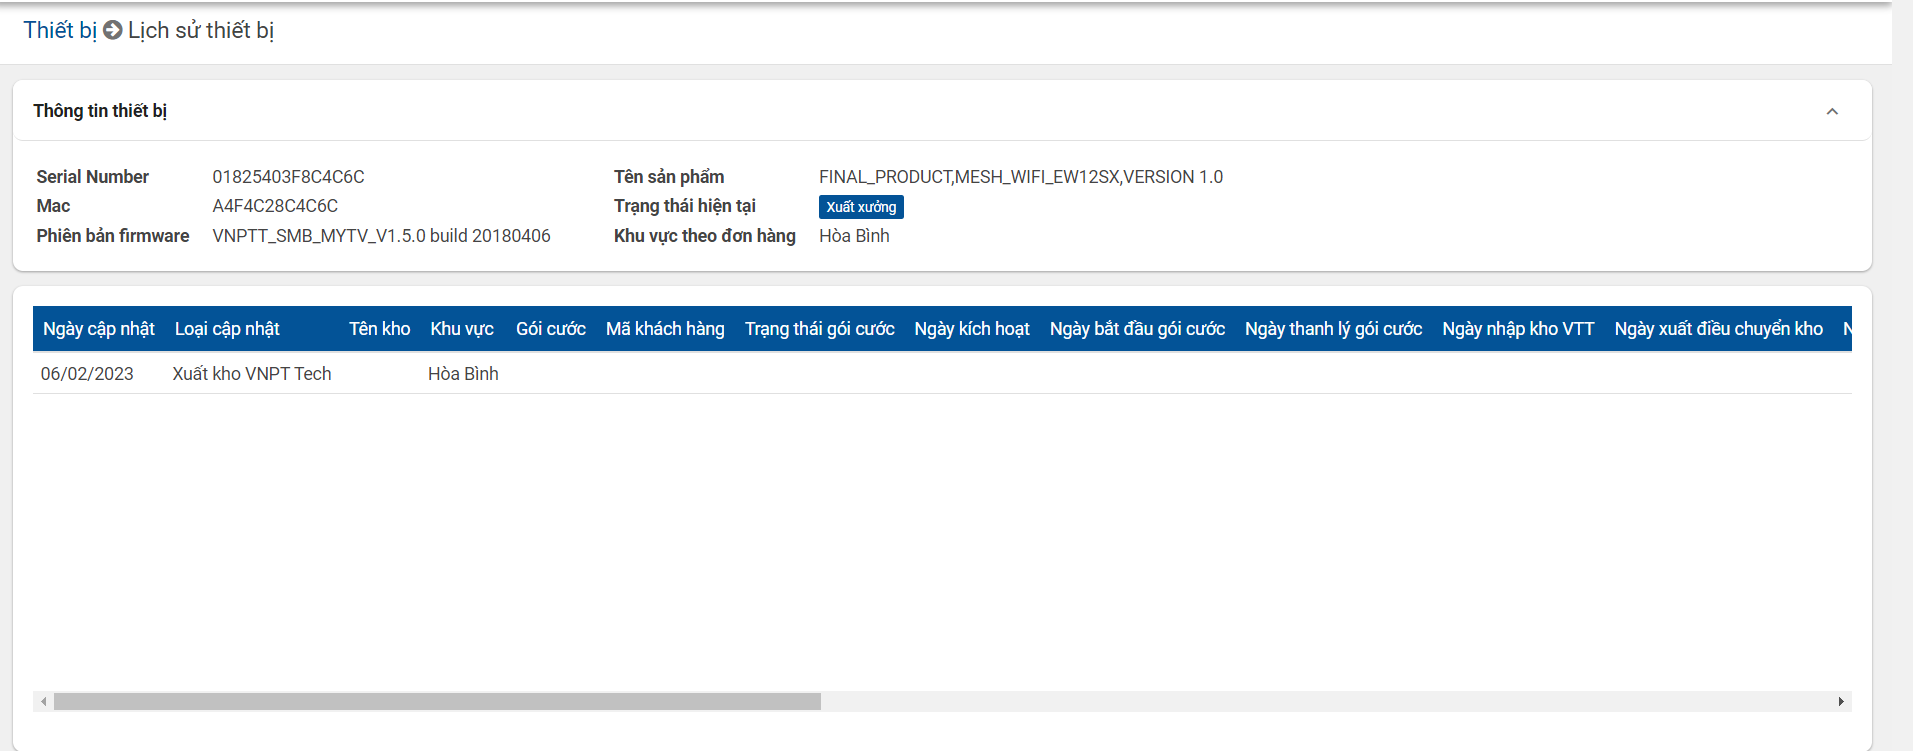 Thiết bị Lịch sử thiết bị
Thông tin thiết bị
Serial Number 01825403F8C4C6C Tên sản phẩm FINAL_PRODUCT,MESH_WIFI_EW12SX,VERSION 1.0
Mac A4F4C28C4C6C Trạng thái hiện tại Xuất xưởng
Phiên bản firmware VNPTT_SMB_MYTV_V1.5.0 build 20180406 Khu vực theo đơn hàng Hòa Bình
Ngày cập nhật Loại cập nhật Tên kho Khu vực Gói cước Mã khách hàng Trạng thái gói cước Ngày kích hoạt Ngày bắt đầu gói cước Ngày thanh lý gói cước Ngày nhập kho VTT Ngày xuất điều chuyển kho
06/02/2023 Xuất kho VNPT Tech Hòa Bình